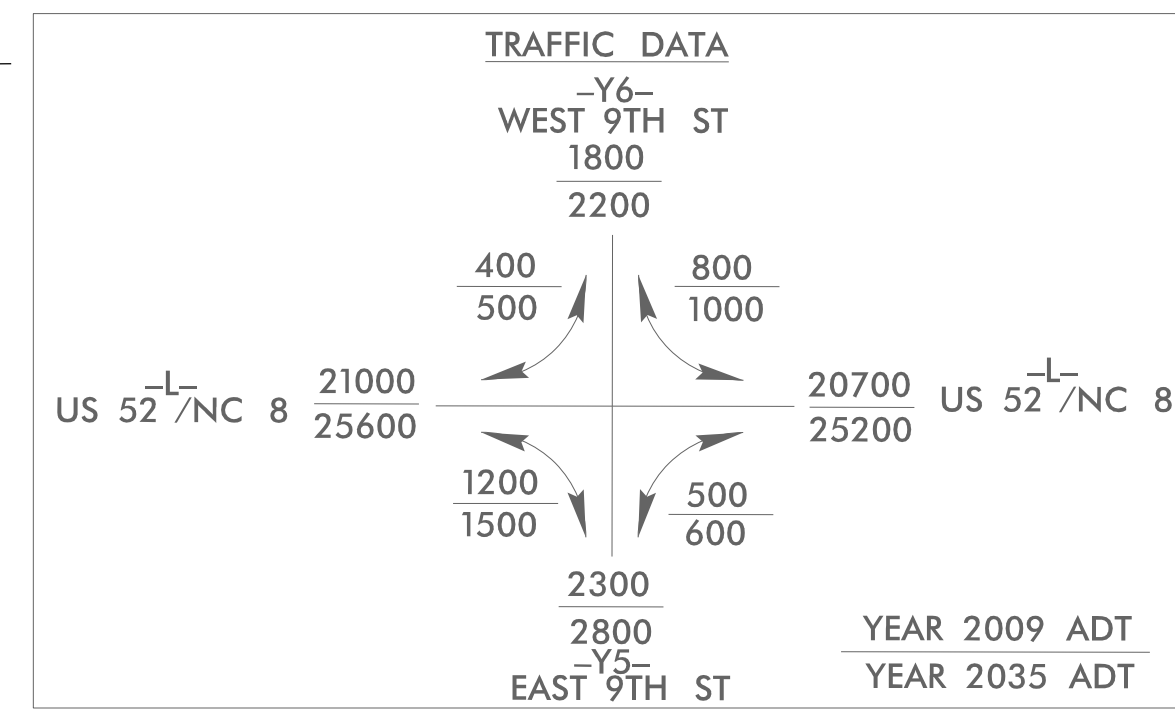 TRAFFIC DATA
–Y6–
WEST 9TH ST
1800
2200
400
500
800
1000
–L–
US 52 /NC 8
21000
25600
20700
25200
–L–
US 52 /NC 8
1200
1500
500
600
2300
2800
–Y5–
EAST 9TH ST
YEAR 2009 ADT
YEAR 2035 ADT